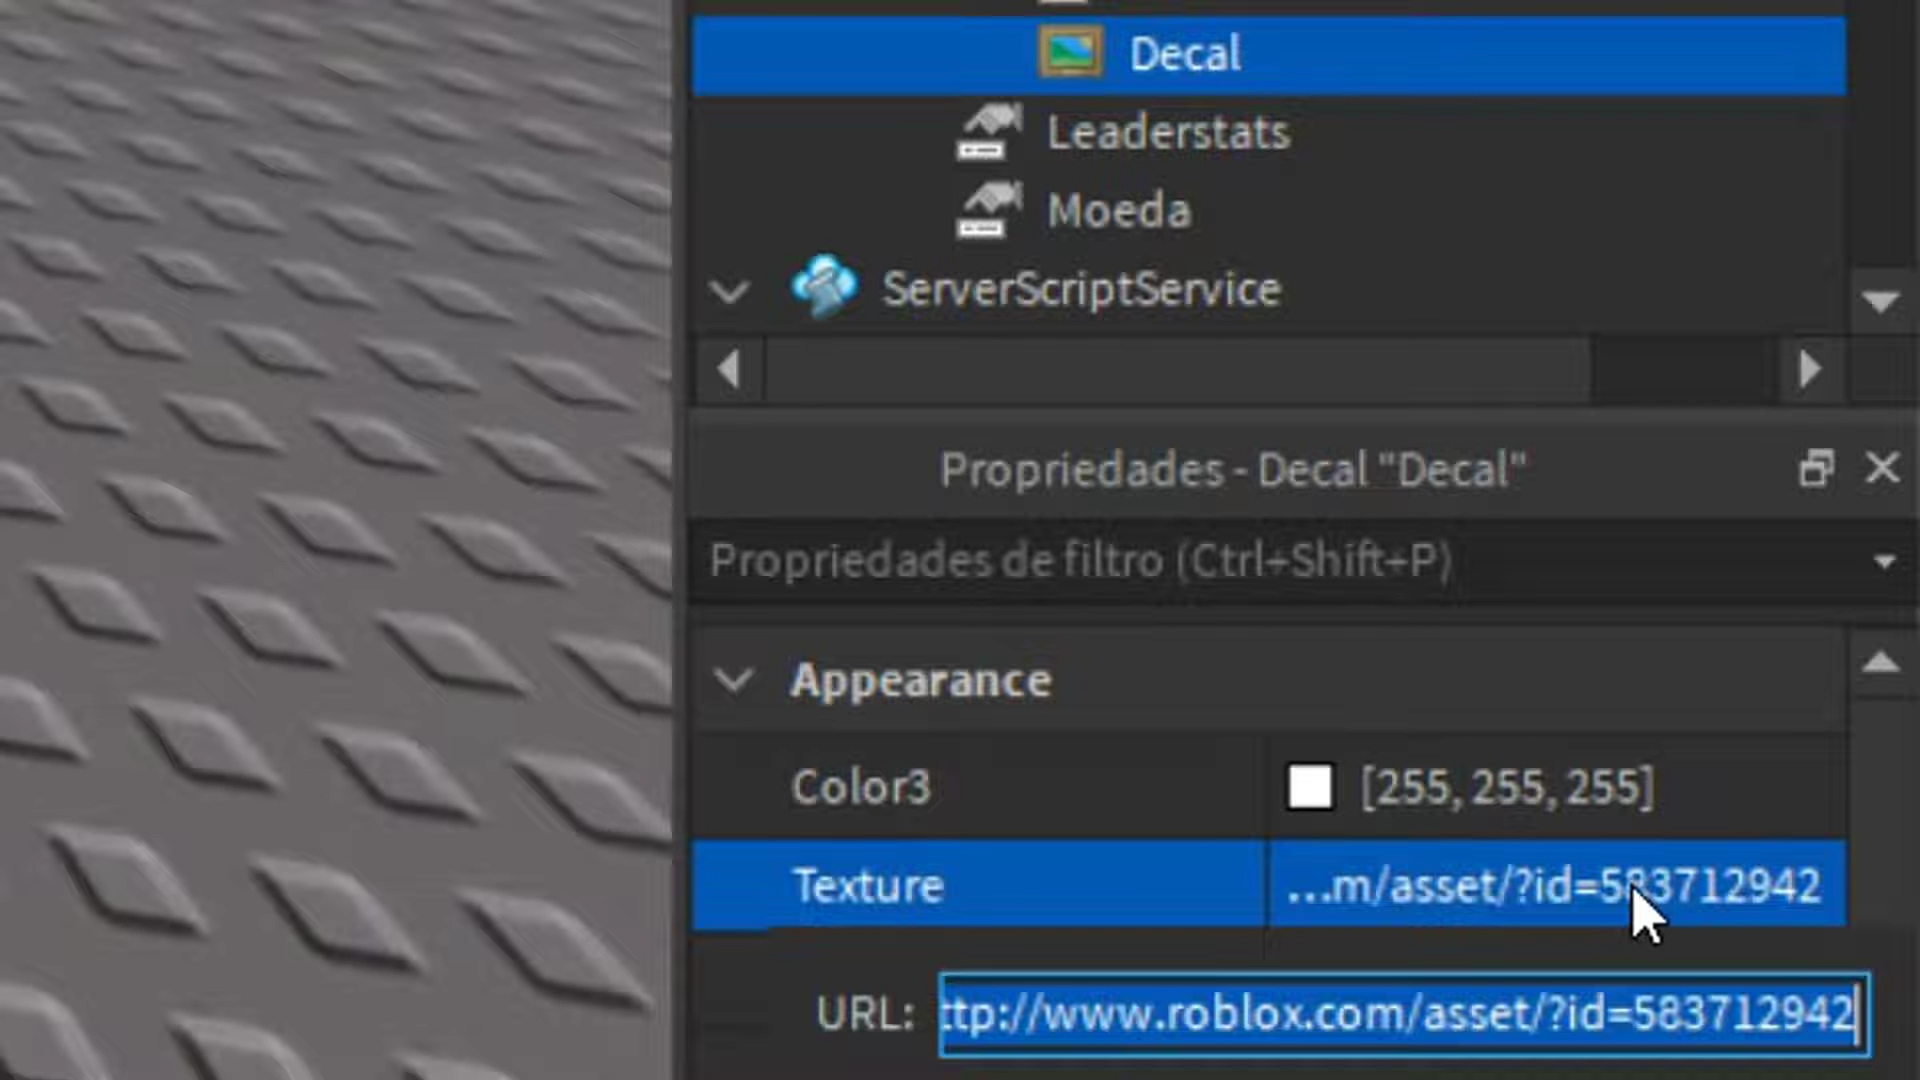 Decal
Leaderstats
Moeda
ServerScriptService
Propriedades - Decal "Decal"
Propriedades de filtro (Ctrl+Shift+P)
Appearance
Color3 [255, 255, 255]
Texture ...m/asset/?id=583712942
URL: ttp://www.roblox.com/asset/?id=583712942